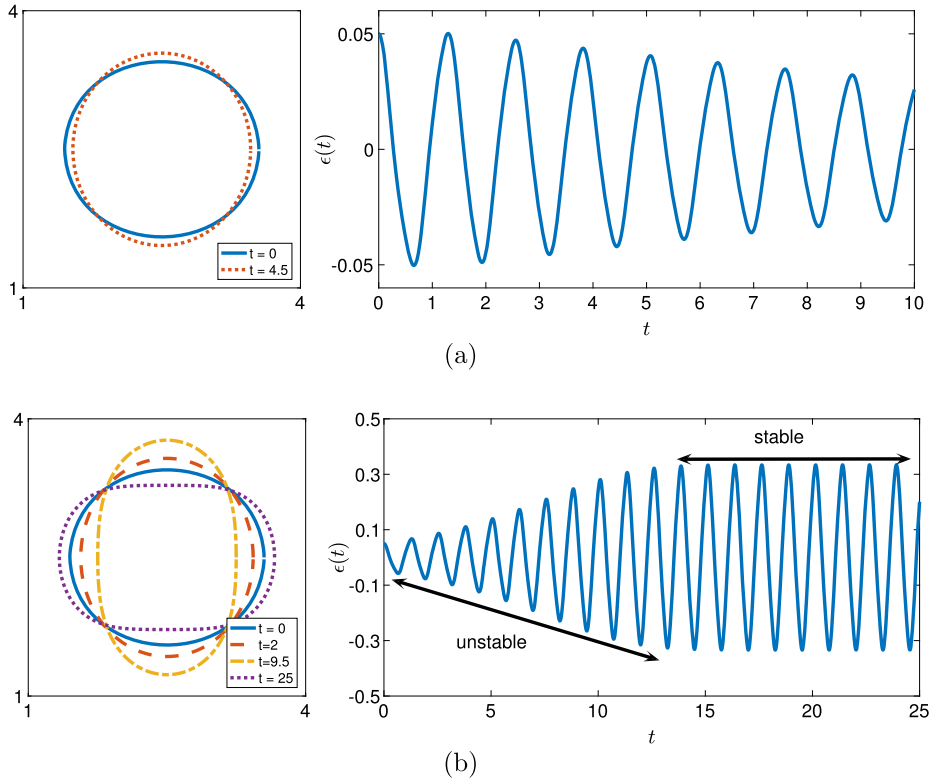 4
1
1
4
t = 0
t = 4.5
0.05
0
-0.05
ϵ(t)
0 1 2 3 4 5 6 7 8 9 10
t
(a)
4
1
1
4
t = 0
t=2
t=9.5
t = 25
0.5
0.3
0.1
-0.1
-0.3
-0.5
ϵ(t)
stable
unstable
0 5 10 15 20 25
t
(b)